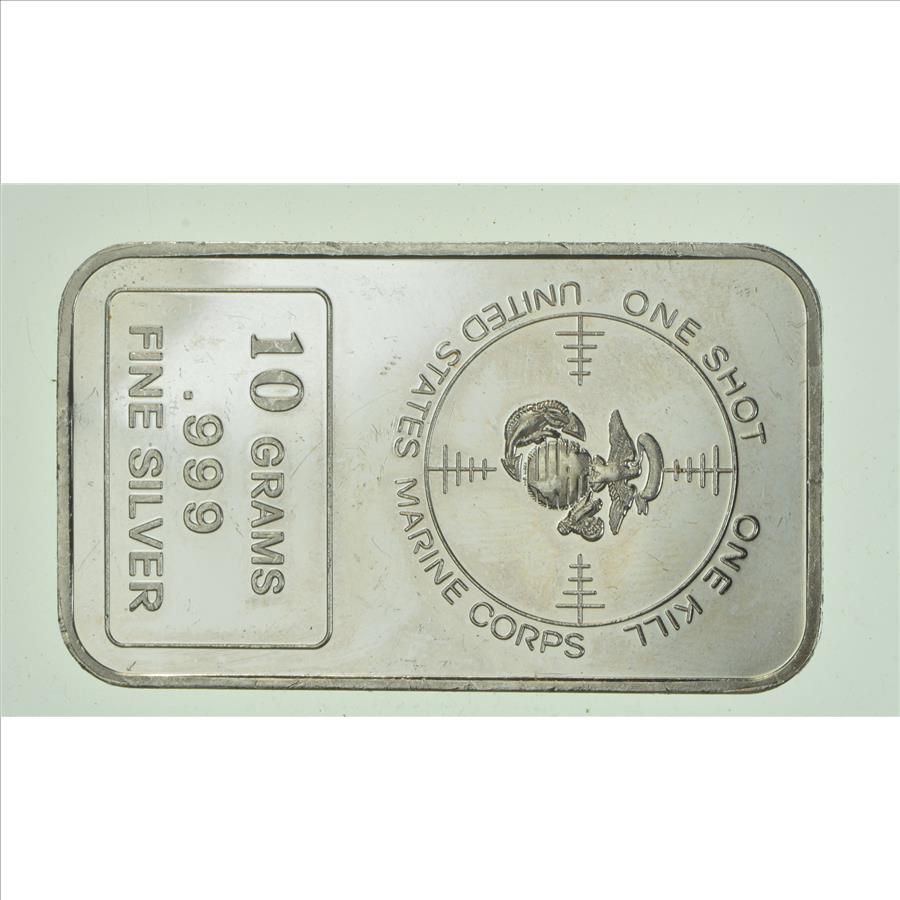 ONE SHOT ONE KILL
UNITED STATES MARINE CORPS
10 GRAMS
.999
FINE SILVER